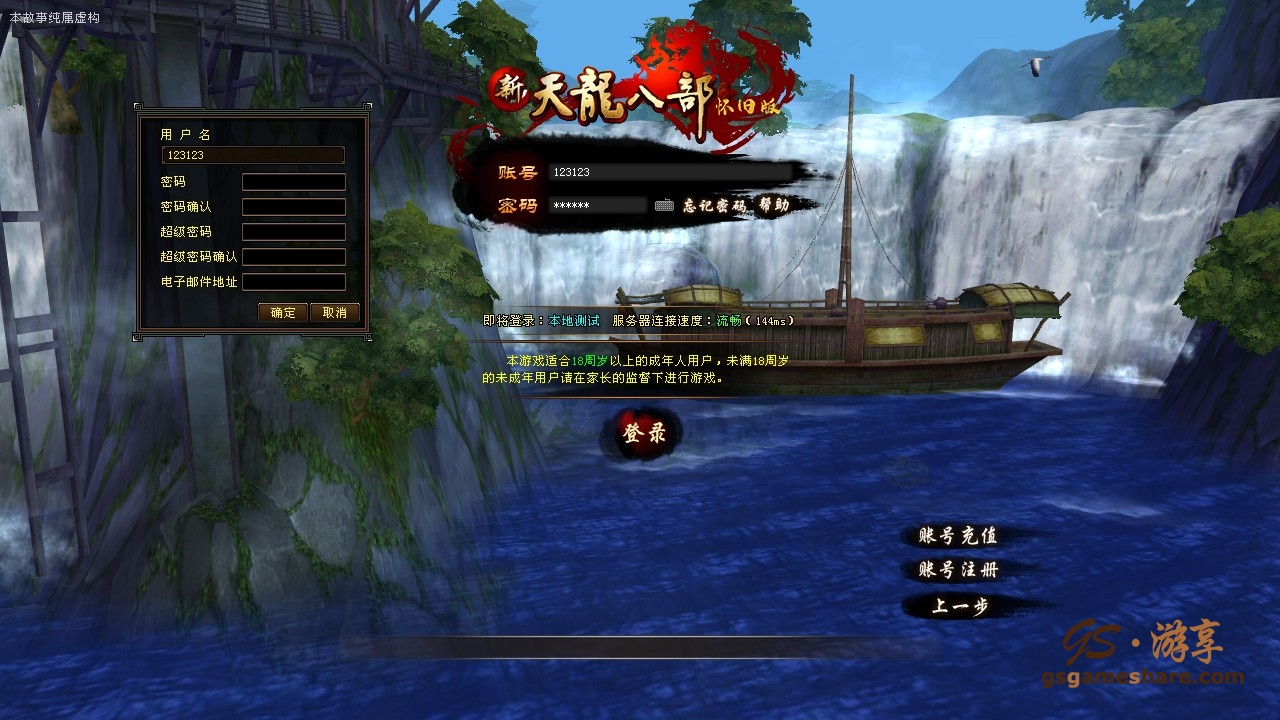 本故事纯属虚构
新天龍八部怀旧版
用户名
123123
密码
密码确认
超级密码
超级密码确认
电子邮件地址
确定 取消
账号 123123
密码 ****** 忘记密码 帮助
即将登录：本地测试 服务器连接速度：流畅(144ms)
本游戏适合18周岁以上的成年人用户，未满18周岁
的未成年用户请在家长的监督下进行游戏。
登录
账号充值
账号注册
上一步
GS·游享
gsgameshare.com